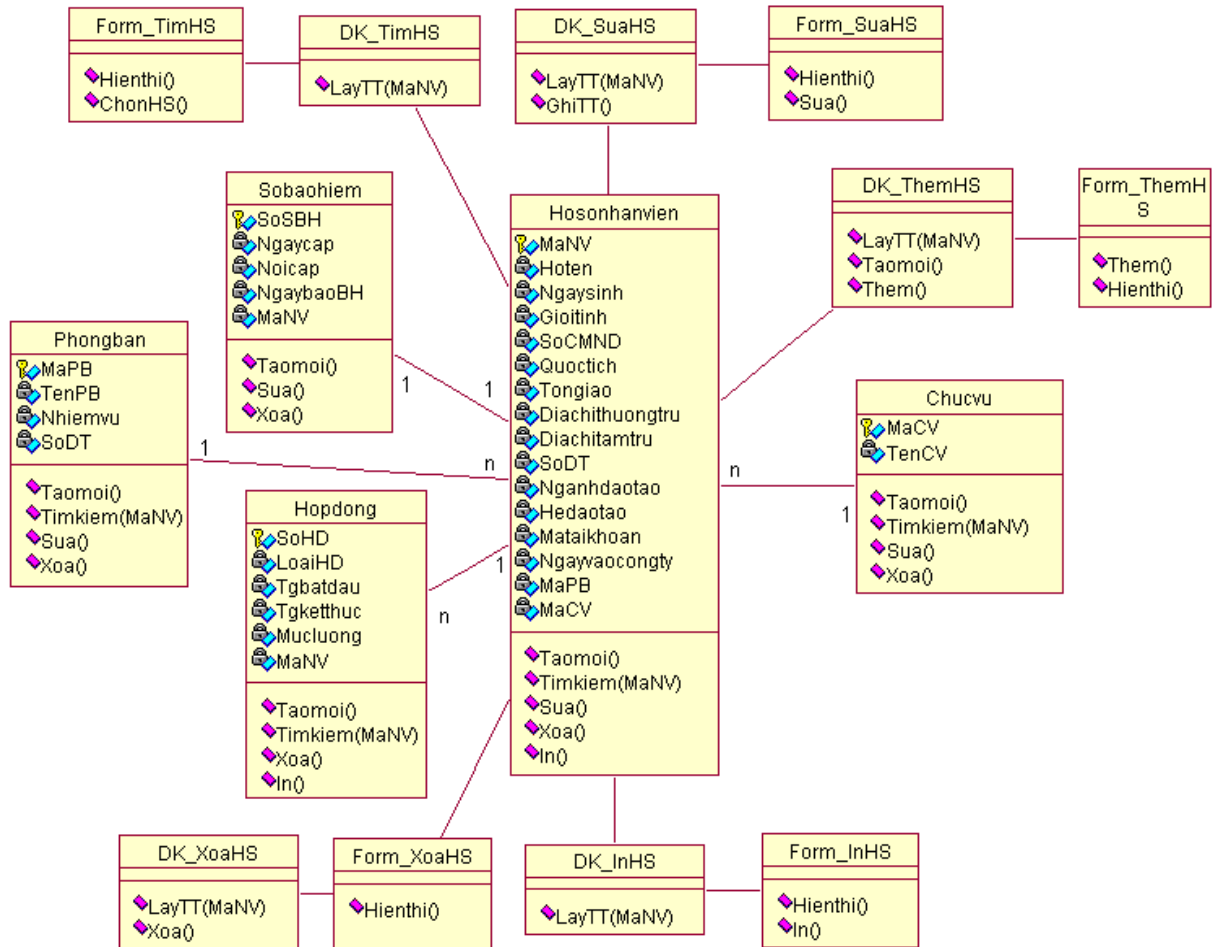 Form_TimHS
Hienthi()
ChonHS()
DK_TimHS
LayTT(MaNV)
DK_SuaHS
LayTT(MaNV)
GhiTT()
Form_SuaHS
Hienthi()
Sua()
Sobaohiem
SoSBH
Ngaycap
Noicap
NgaybaoBH
MaNV
Taomoi()
Sua()
Xoa()
Hosonhanvien
MaNV
Hoten
Ngaysinh
Gioitinh
SoCMND
Quoctich
Tongiao
Diachithuongtru
Diachitamtru
SoDT
Nganhdaotao
Hedaotao
Mataikhoan
Ngayvaocongty
MaPB
MaCV
Taomoi()
Timkiem(MaNV)
Sua()
Xoa()
In()
DK_ThemHS
LayTT(MaNV)
Taomoi()
Them()
Form_ThemH
S
Them()
Hienthi()
Phongban
MaPB
TenPB
Nhiemvu
SoDT
Taomoi()
Timkiem(MaNV)
Sua()
Xoa()
1
1
1
n
Chucvu
MaCV
TenCV
Taomoi()
Timkiem(MaNV)
Sua()
Xoa()
n
1
Hopdong
SoHD
LoaiHD
Tgbatdau
Tgketthuc
Mucluong
MaNV
Taomoi()
Timkiem(MaNV)
Xoa()
In()
1
n
DK_XoaHS
LayTT(MaNV)
Xoa()
Form_XoaHS
Hienthi()
DK_InHS
LayTT(MaNV)
Form_InHS
Hienthi()
In()